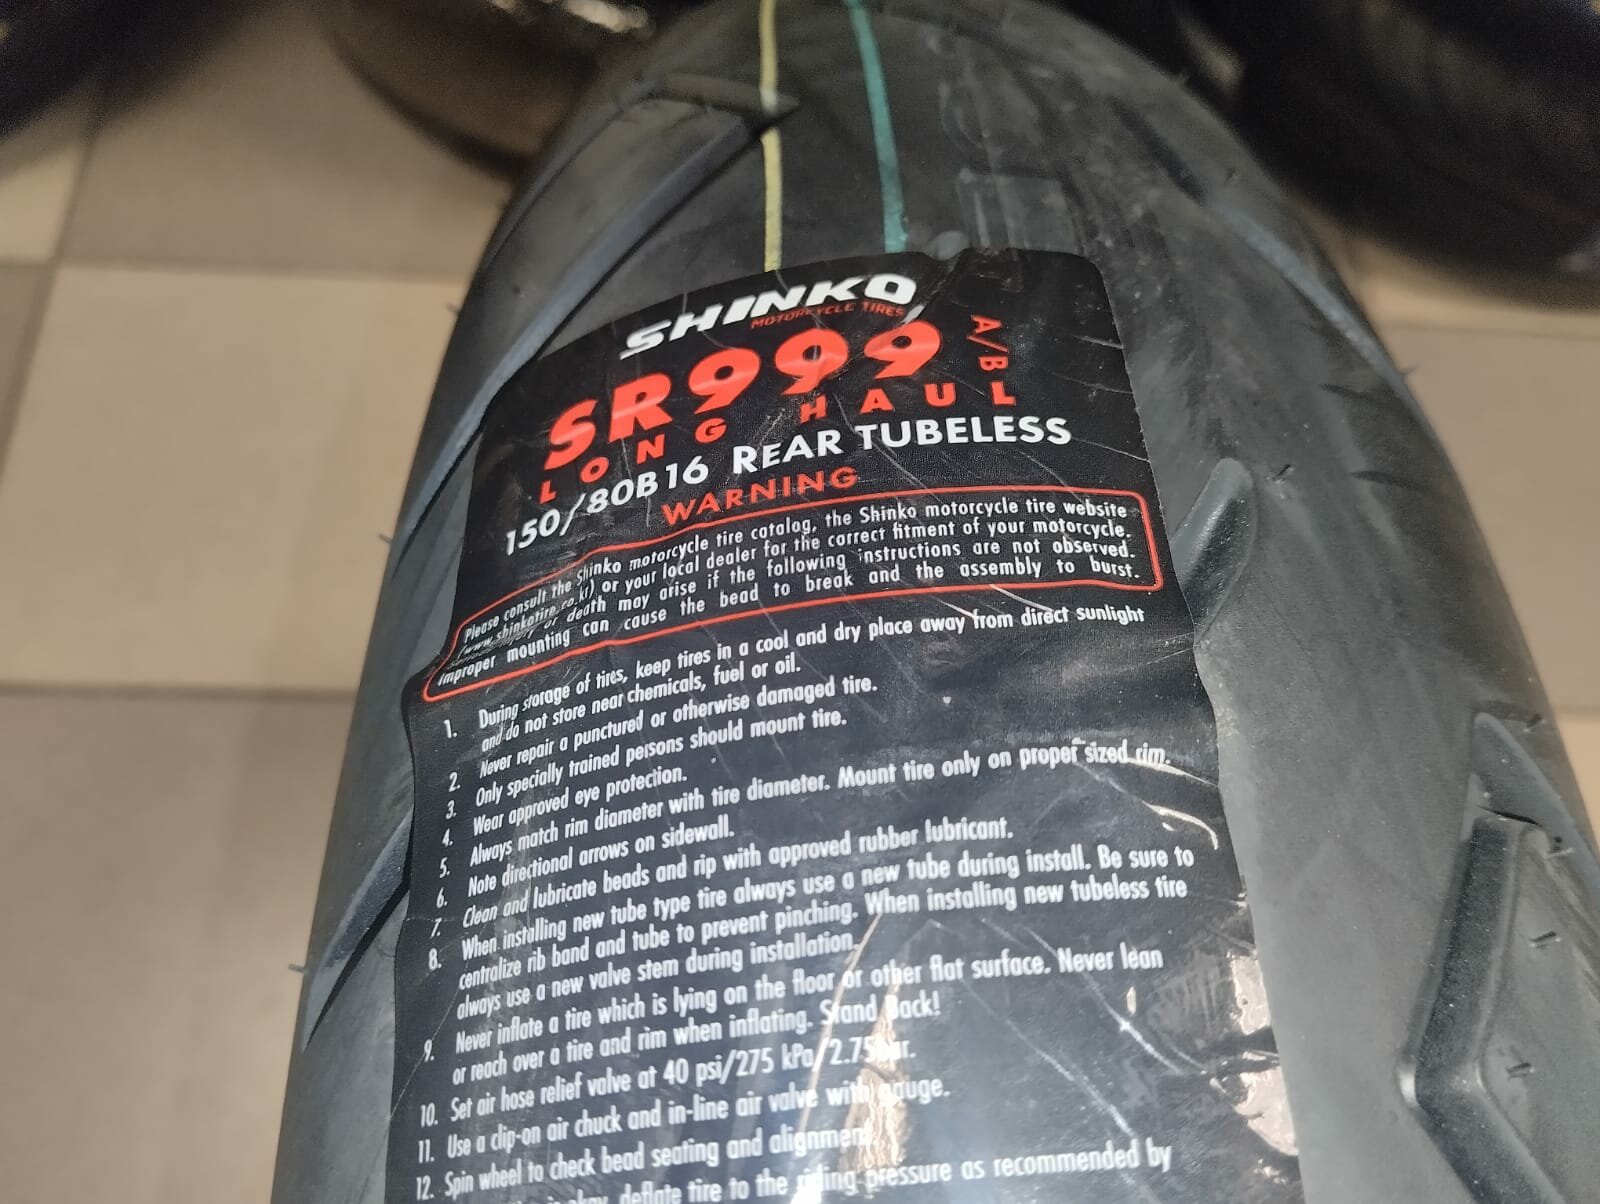 SHINKO
MOTORCYCLE TIRES
SR999 A/B
LONG HAUL
150/80B16 REAR TUBELESS
WARNING
Please consult the Shinko motorcycle tire catalog, the Shinko motorcycle tire website
(www.shinkotire.co.kr) or your local dealer for the correct fitment of your motorcycle.
injury or death may arise if the following instructions are not observed.
Improper mounting can cause the bead to break and the assembly to burst.
1. During storage of tires, keep tires in a cool and dry place away from direct sunlight
and do not store near chemicals, fuel or oil.
2. Never repair a punctured or otherwise damaged tire.
3. Only specially trained persons should mount tire.
4. Wear approved eye protection.
5. Always match rim diameter with tire diameter. Mount tire only on proper sized rim.
6. Note directional arrows on sidewall.
7. Clean and lubricate beads and rip with approved rubber lubricant.
8. When installing new tube type tire always use a new tube during install. Be sure to
centralize rib band and tube to prevent pinching. When installing new tubeless tire
always use a new valve stem during installation.
9. Never inflate a tire which is lying on the floor or other flat surface. Never lean
or reach over a tire and rim when inflating. Stand Back!
10. Set air hose relief valve at 40 psi/275 kPa/2.75bar.
11. Use a clip-on air chuck and in-line air valve with gauge.
12. Spin wheel to check bead seating and alignment
okay, deflate tire to the riding pressure as recommended by